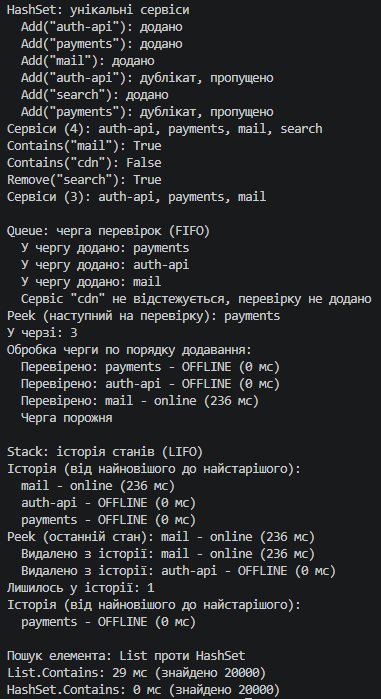 HashSet: унікальні сервіси
  Add("auth-api"): додано
  Add("payments"): додано
  Add("mail"): додано
  Add("auth-api"): дублікат, пропущено
  Add("search"): додано
  Add("payments"): дублікат, пропущено
Сервіси (4): auth-api, payments, mail, search
Contains("mail"): True
Contains("cdn"): False
Remove("search"): True
Сервіси (3): auth-api, payments, mail

Queue: черга перевірок (FIFO)
  У чергу додано: payments
  У чергу додано: auth-api
  У чергу додано: mail
  Сервіс "cdn" не відстежується, перевірку не додано
Peek (наступний на перевірку): payments
У черзі: 3
Обробка черги по порядку додавання:
  Перевірено: payments - OFFLINE (0 мс)
  Перевірено: auth-api - OFFLINE (0 мс)
  Перевірено: mail - online (236 мс)
  Черга порожня

Stack: історія станів (LIFO)
Історія (від найновішого до найстарішого):
  mail - online (236 мс)
  auth-api - OFFLINE (0 мс)
  payments - OFFLINE (0 мс)
Peek (останній стан): mail - online (236 мс)
  Видалено з історії: mail - online (236 мс)
  Видалено з історії: auth-api - OFFLINE (0 мс)
Лишилось у історії: 1
Історія (від найновішого до найстарішого):
  payments - OFFLINE (0 мс)

Пошук елемента: List проти HashSet
List.Contains: 29 мс (знайдено 20000)
HashSet.Contains: 0 мс (знайдено 20000)